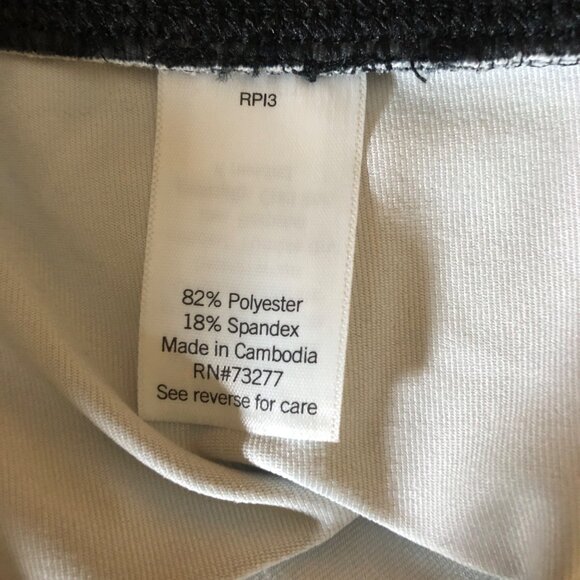 RPI3
82% Polyester
18% Spandex
Made in Cambodia
RN#73277
See reverse for care